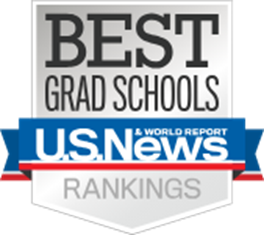 BEST
GRAD SCHOOLS
& WORLD REPORT
U.S.News
RANKINGS